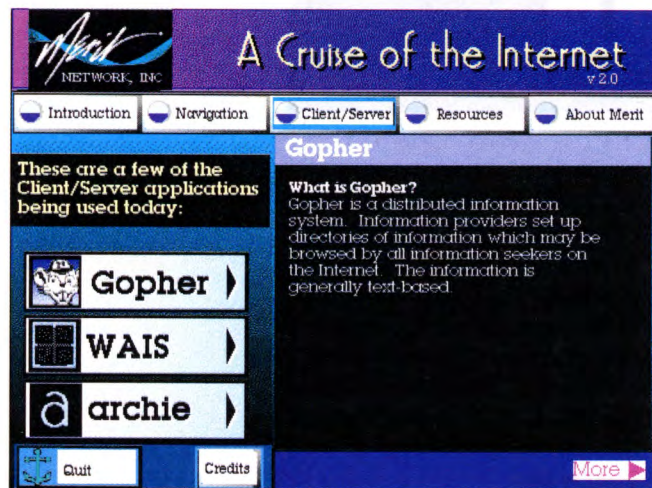 Merit
NETWORK, INC
A Cruise of the Internet
v 2.0
Introduction
Navigation
Client/Server
Resources
About Merit
These are a few of the
Client/Server applications
being used today:
Gopher
WAIS
a archie
Quit
Credits
Gopher
What is Gopher?
Gopher is a distributed information
system. Information providers set up
directories of information which may be
browsed by all information seekers on
the Internet. The information is
generally text-based.
More